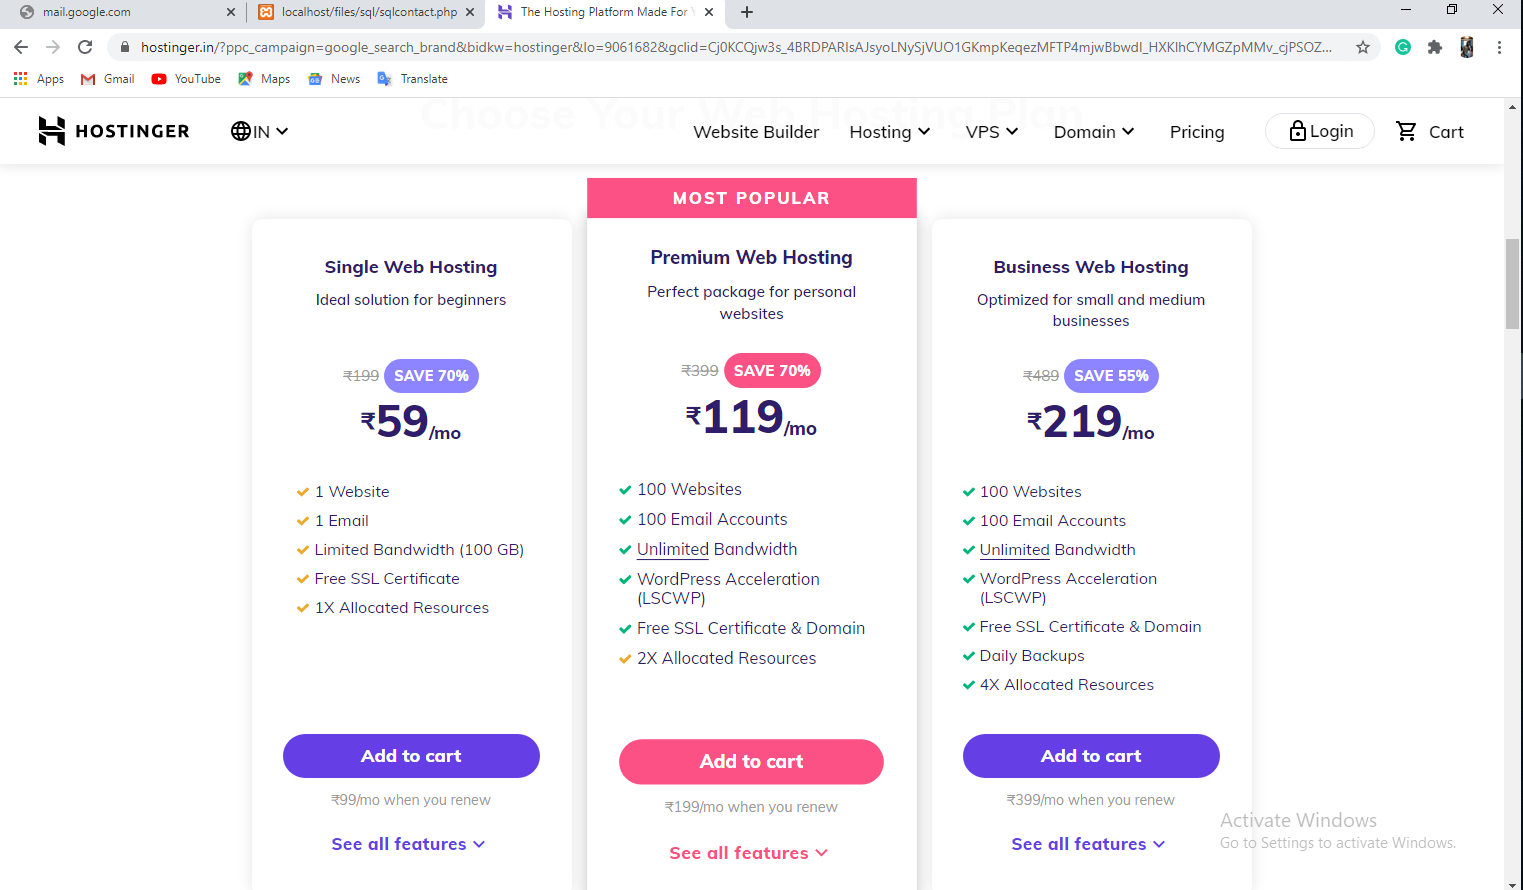 mail.google.com
localhost/files/sql/sqlcontact.php
The Hosting Platform Made For Y
hostinger.in/?ppc_campaign=google_search_brand&bidkw=hostinger&lo=9061682&gclid=Cj0KCQjw3s_4BRDPARIsAJsyoLNySjVUO1GKmpKeqezMFTP4mjwBbwdI_HXKIhCYMGZpMMv_cjPSOZ...
Apps Gmail YouTube Maps News Translate
Choose Your Web Hosting Plan
HOSTINGER IN Website Builder Hosting VPS Domain Pricing Login Cart
MOST POPULAR
Single Web Hosting
Ideal solution for beginners
₹199 SAVE 70%
₹59/mo
1 Website
1 Email
Limited Bandwidth (100 GB)
Free SSL Certificate
1X Allocated Resources
Add to cart
₹99/mo when you renew
See all features
Premium Web Hosting
Perfect package for personal
websites
₹399 SAVE 70%
₹119/mo
100 Websites
100 Email Accounts
Unlimited Bandwidth
WordPress Acceleration
(LSCWP)
Free SSL Certificate & Domain
2X Allocated Resources
Add to cart
₹199/mo when you renew
See all features
Business Web Hosting
Optimized for small and medium
businesses
₹489 SAVE 55%
₹219/mo
100 Websites
100 Email Accounts
Unlimited Bandwidth
WordPress Acceleration
(LSCWP)
Free SSL Certificate & Domain
Daily Backups
4X Allocated Resources
Add to cart
₹399/mo when you renew
See all features
Activate Windows
Go to Settings to activate Windows.